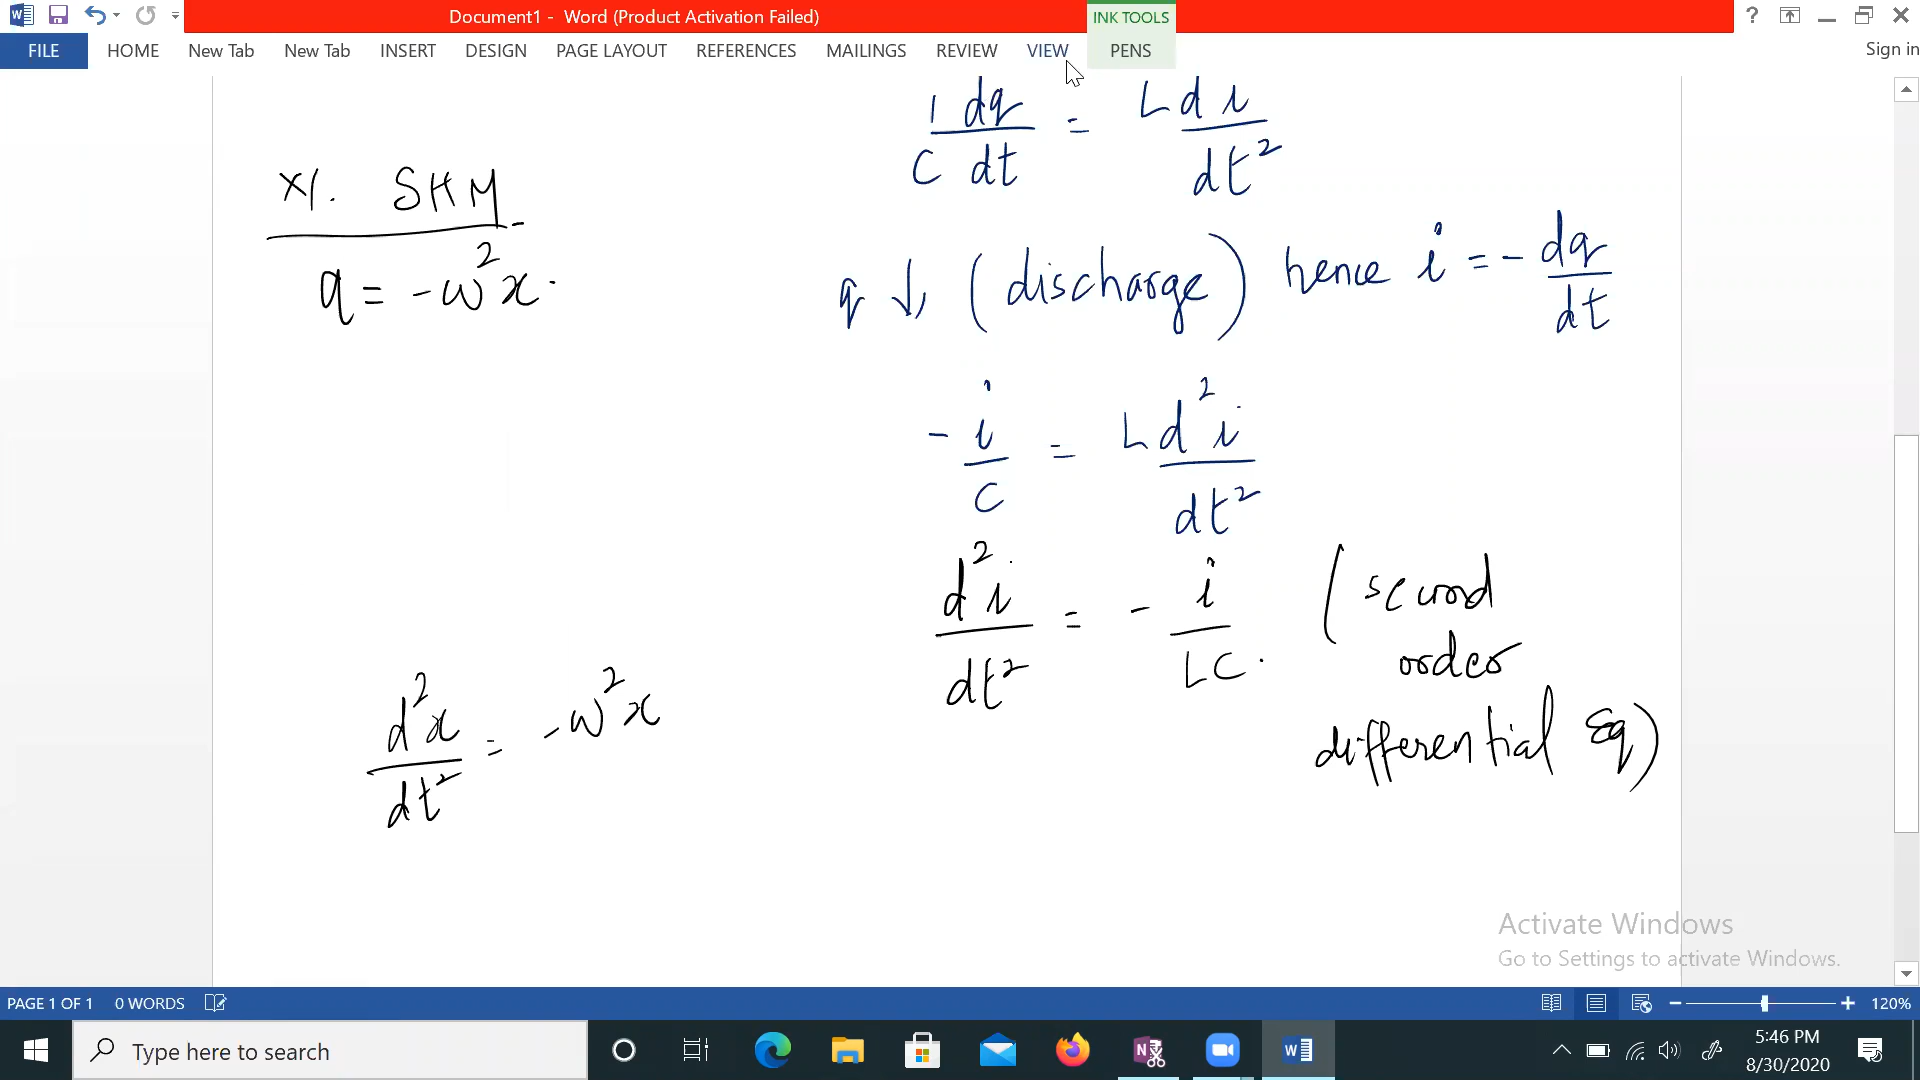 Document1 - Word (Product Activation Failed)
INK TOOLS
FILE HOME New Tab New Tab INSERT DESIGN PAGE LAYOUT REFERENCES MAILINGS REVIEW VIEW PENS
Sign in
1 dq / C dt = L d i / dt²
XI. SHM
a = -ω²x.
q ↓, (discharge) hence i = - dq / dt
- i / C = L d²i / dt²
d²i / dt² = - i / LC. (second
order
differential Eq)
d²x / dt² = -ω²x
Activate Windows
Go to Settings to activate Windows.
PAGE 1 OF 1 0 WORDS 120%
Type here to search
5:46 PM
8/30/2020